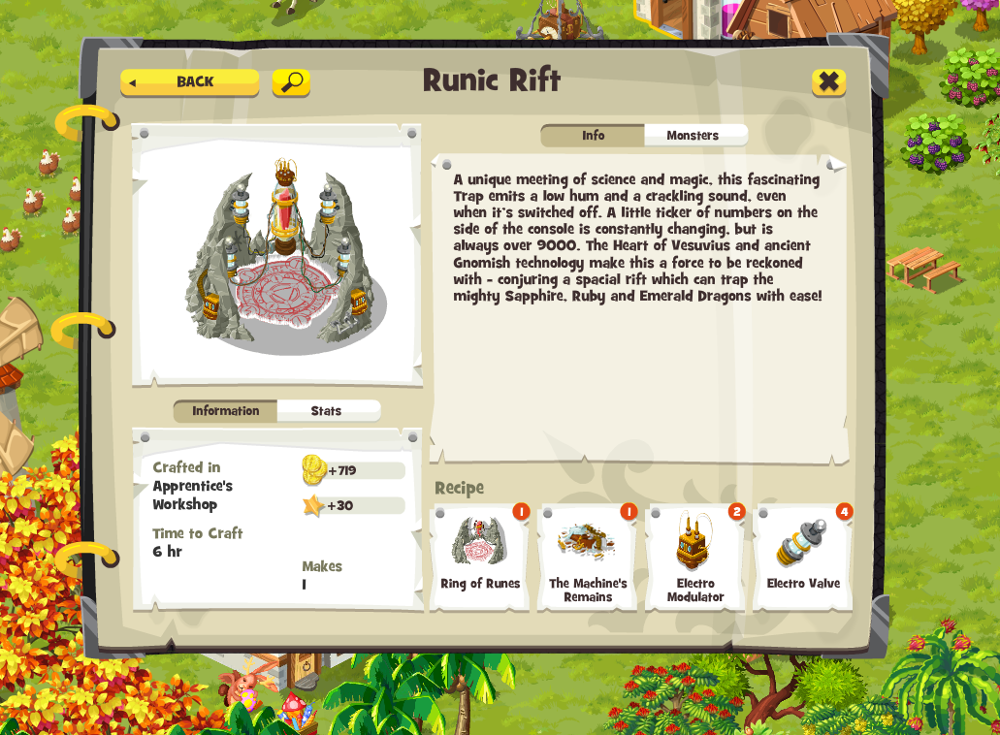 BACK
Runic Rift
Info
Monsters
A unique meeting of science and magic, this fascinating
Trap emits a low hum and a crackling sound, even
when it's switched off. A little ticker of numbers on the
side of the console is constantly changing, but is
always over 9000. The Heart of Vesuvius and ancient
Gnomish technology make this a force to be reckoned
with - conjuring a spacial rift which can trap the
mighty Sapphire, Ruby and Emerald Dragons with ease!
Information
Stats
Crafted in
Apprentice's
Workshop
Time to Craft
6 hr
+719
+30
Makes
1
Recipe
1
Ring of Runes
1
The Machine's
Remains
2
Electro
Modulator
4
Electro Valve